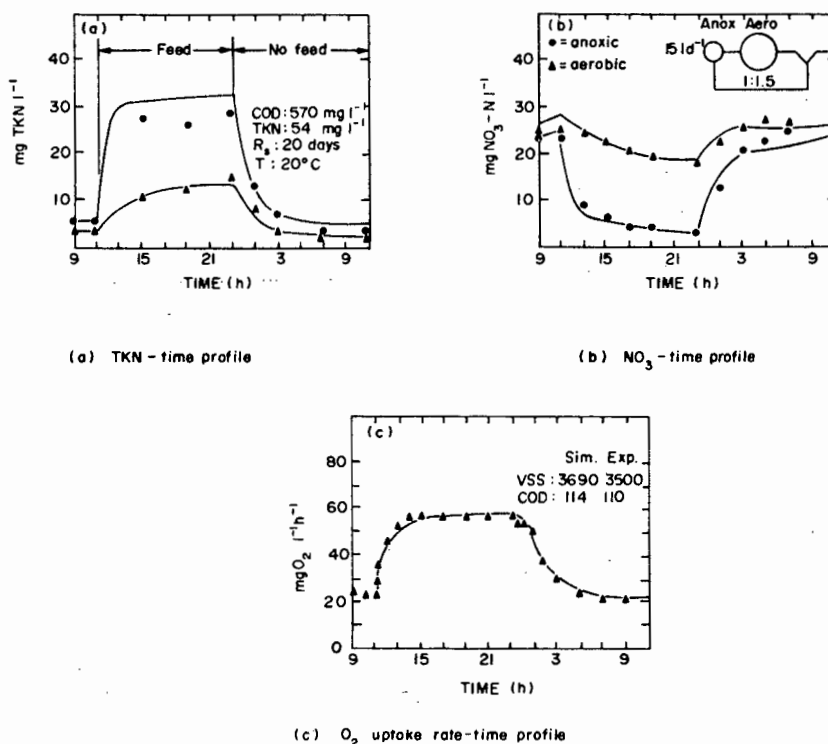 (a)
Feed
No feed
mg TKN l⁻¹
40
30
20
10
COD: 570 mg l⁻¹
TKN: 54 mg l⁻¹
Rs: 20 days
T: 20°C
9 15 21 3 9
TIME (h)
(a) TKN - time profile
(b)
● = anoxic
▲ = aerobic
Anox Aero
15 l d⁻¹
1:1.5
mg NO₃-N l⁻¹
40
30
20
10
9 15 21 3 9
TIME (h)
(b) NO₃ - time profile
(c)
Sim. Exp.
VSS: 3690 3500
COD: 114 110
mgO₂ l⁻¹h⁻¹
80
60
40
20
0
9 15 21 3 9
TIME (h)
(c) O₂ uptake rate-time profile